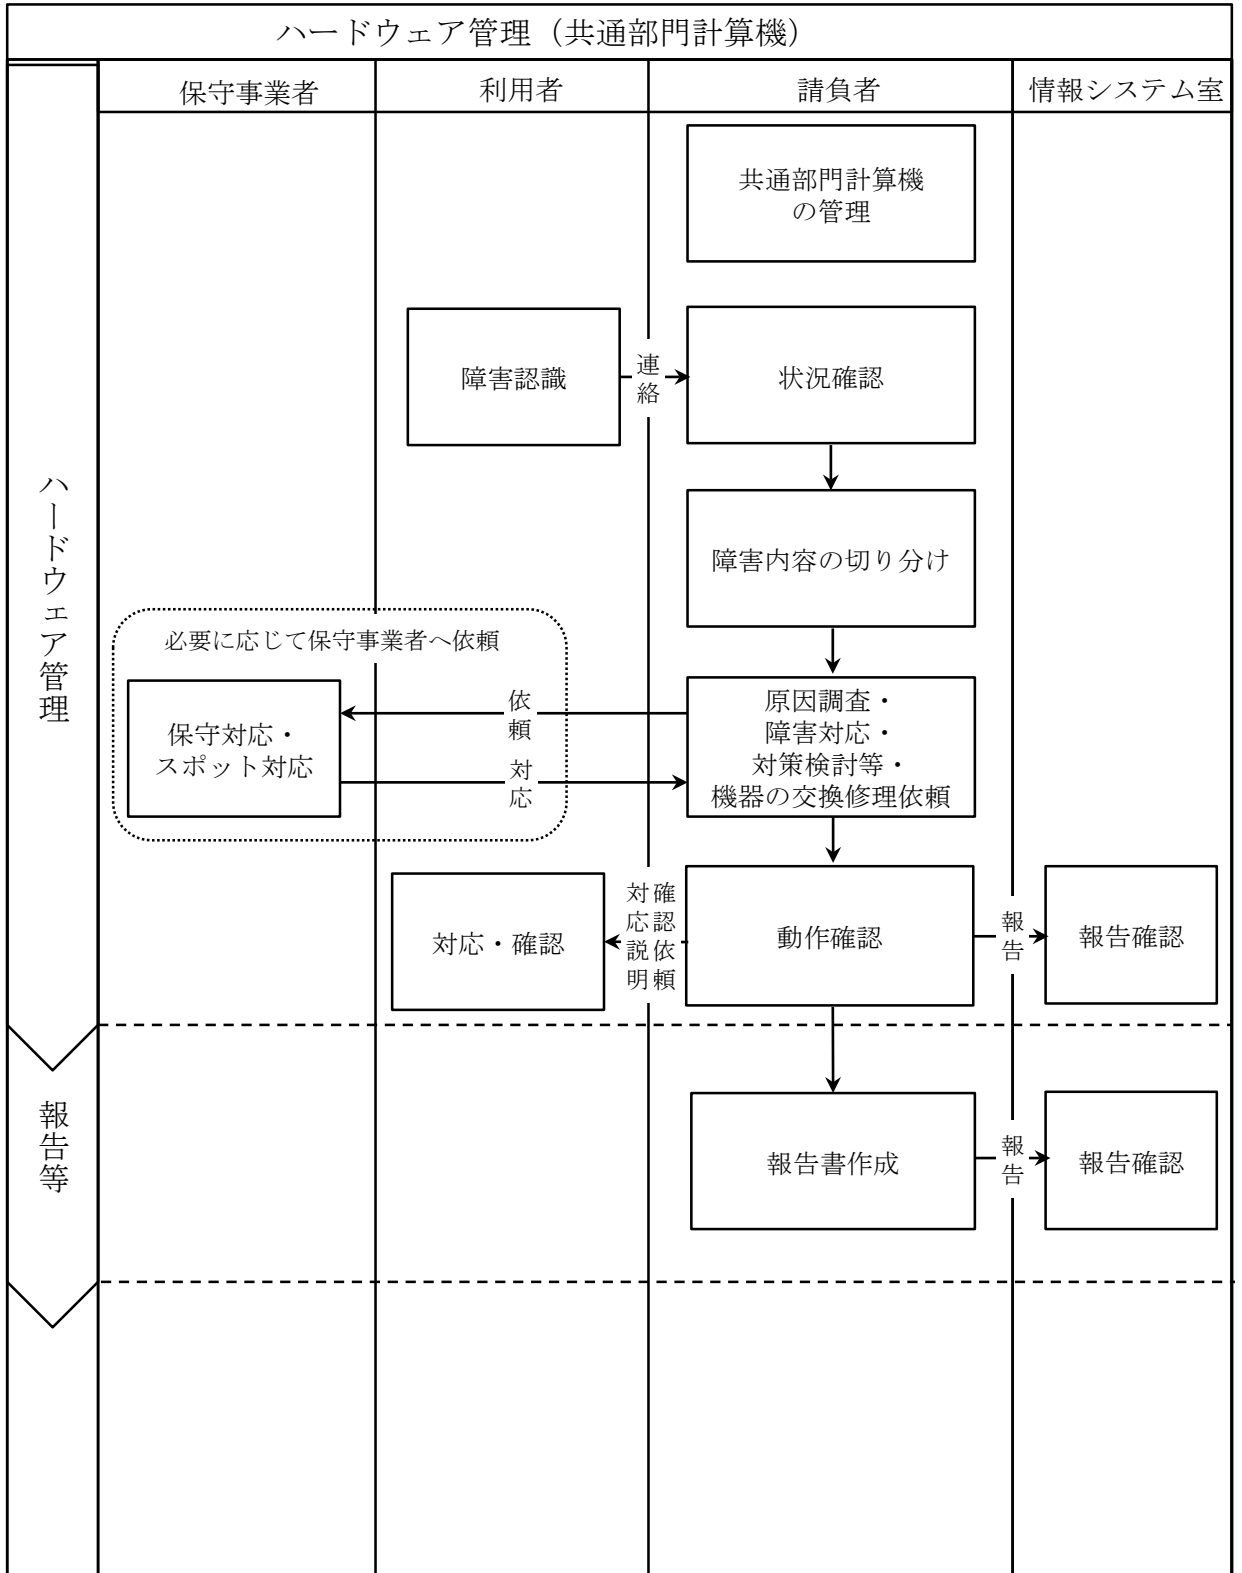 ハードウェア管理（共通部門計算機）
保守事業者
利用者
請負者
情報システム室
ハードウェア管理
共通部門計算機
の管理
障害認識
連絡
状況確認
障害内容の切り分け
必要に応じて保守事業者へ依頼
保守対応・
スポット対応
依頼
対応
原因調査・
障害対応・
対策検討等・
機器の交換修理依頼
対応・確認
確認依頼
対応説明
動作確認
報告
報告確認
報告等
報告書作成
報告
報告確認